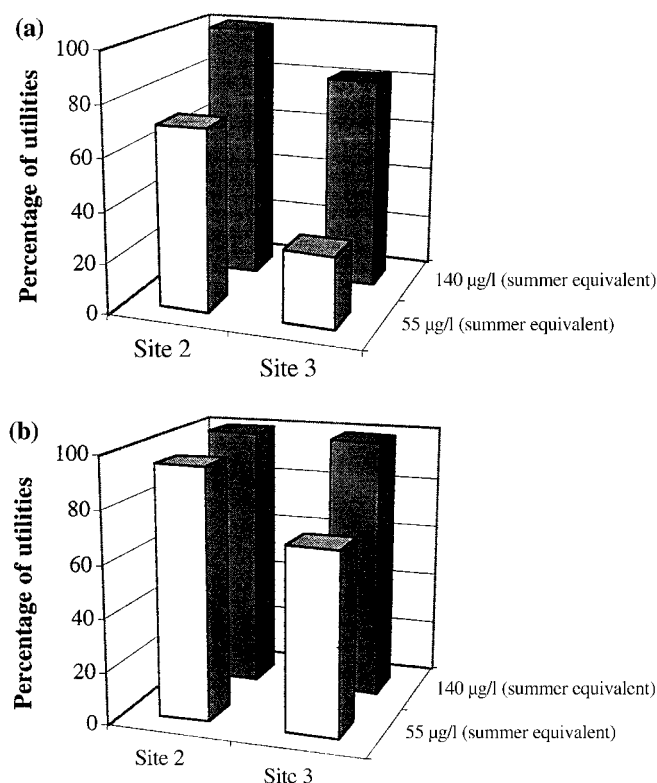 (a)
Percentage of utilities
100
80
60
40
20
0
Site 2
Site 3
140 µg/l (summer equivalent)
55 µg/l (summer equivalent)
(b)
Percentage of utilities
100
80
60
40
20
0
Site 2
Site 3
140 µg/l (summer equivalent)
55 µg/l (summer equivalent)